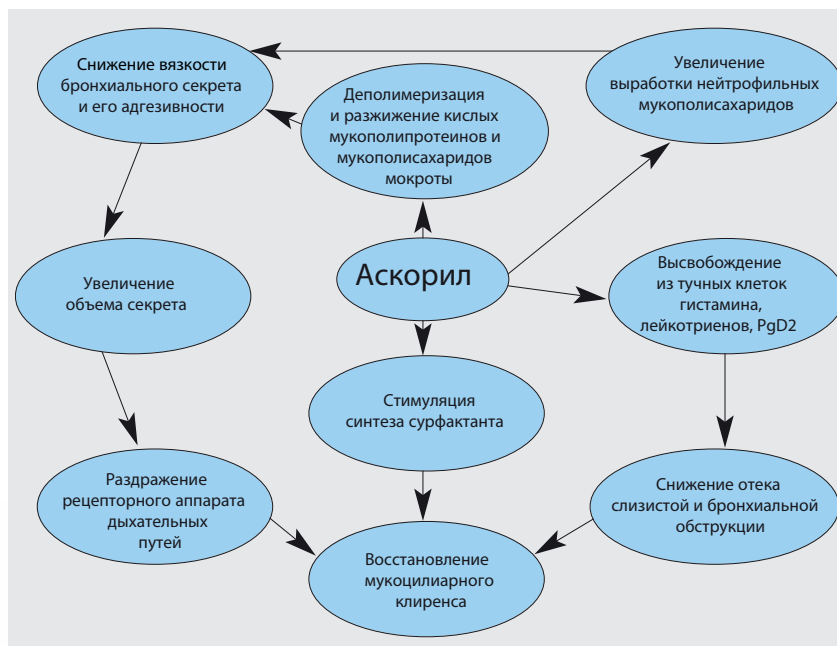 Снижение вязкости
бронхиального секрета
и его адгезивности
Увеличение
выработки нейтрофильных
мукополисахаридов
Деполимеризация
и разжижение кислых
мукополипротеинов и
мукополисахаридов
мокроты
Увеличение
объема секрета
Аскорил
Высвобождение
из тучных клеток
гистамина,
лейкотриенов, PgD2
Стимуляция
синтеза сурфактанта
Раздражение
рецепторного аппарата
дыхательных
путей
Снижение отека
слизистой и бронхиальной
обструкции
Восстановление
мукоцилиарного
клиренса